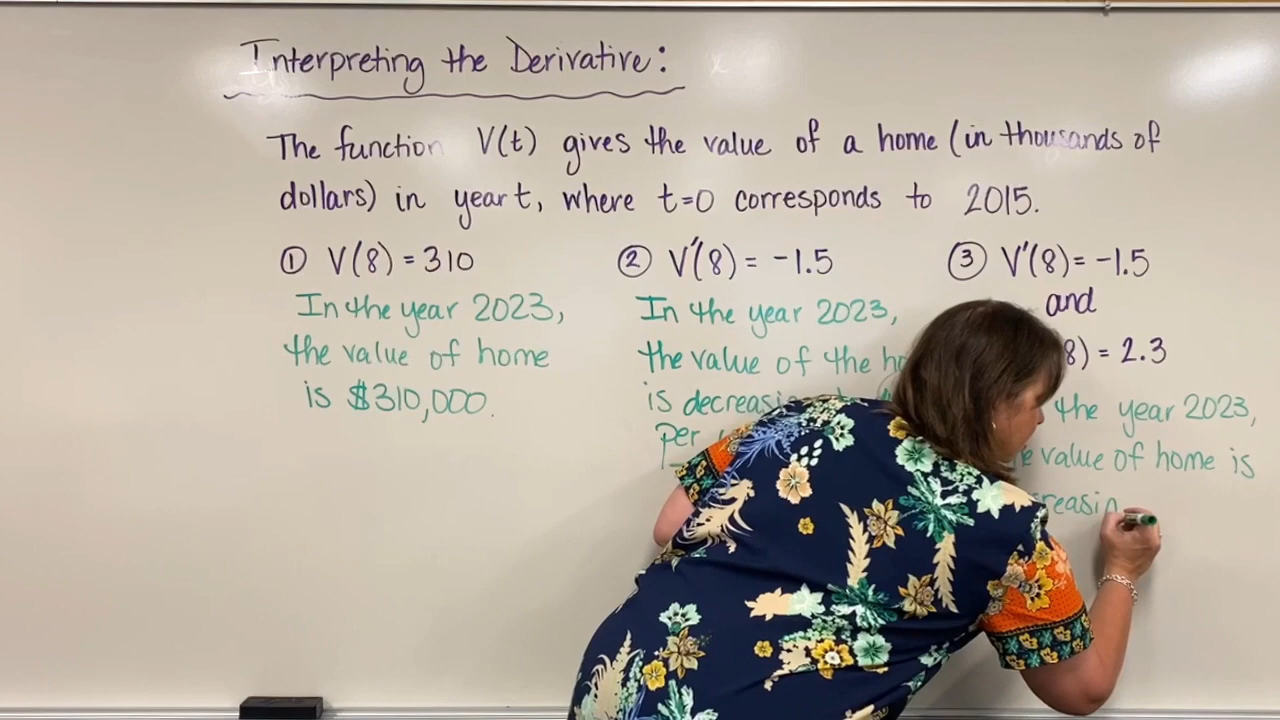 Interpreting the Derivative:
The function V(t) gives the value of a home (in thousands of
dollars) in year t, where t=0 corresponds to 2015.
① V(8) = 310
In the year 2023,
the value of home
is $310,000.
② V'(8) = -1.5
In the year 2023,
the value of the
is
per
③ V'(8) = -1.5
and
8) = 2.3
the year 2023,
value of home is